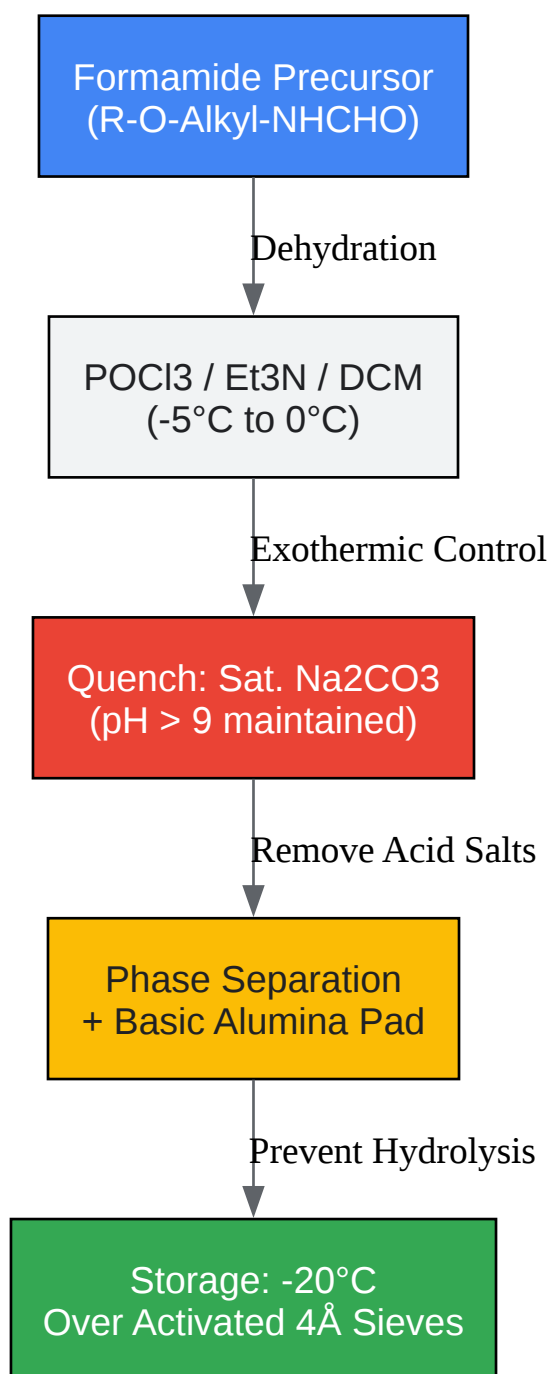 Formamide Precursor
(R-O-Alkyl-NHCHO)
Dehydration
POCl3 / Et3N / DCM
(-5°C to 0°C)
Exothermic Control
Quench: Sat. Na2CO3
(pH > 9 maintained)
Remove Acid Salts
Phase Separation
+ Basic Alumina Pad
Prevent Hydrolysis
Storage: -20°C
Over Activated 4Å Sieves